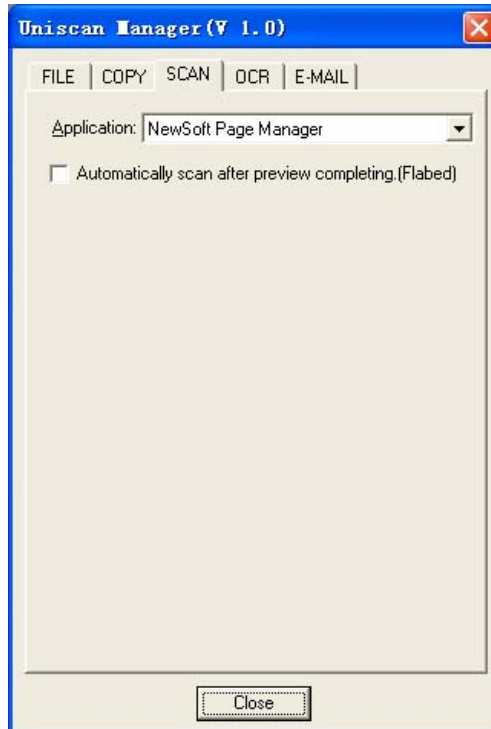 Uniscan Manager(V 1.0)
FILE COPY SCAN OCR E-MAIL
Application: NewSoft Page Manager
Automatically scan after preview completing.(Flabed)
Close